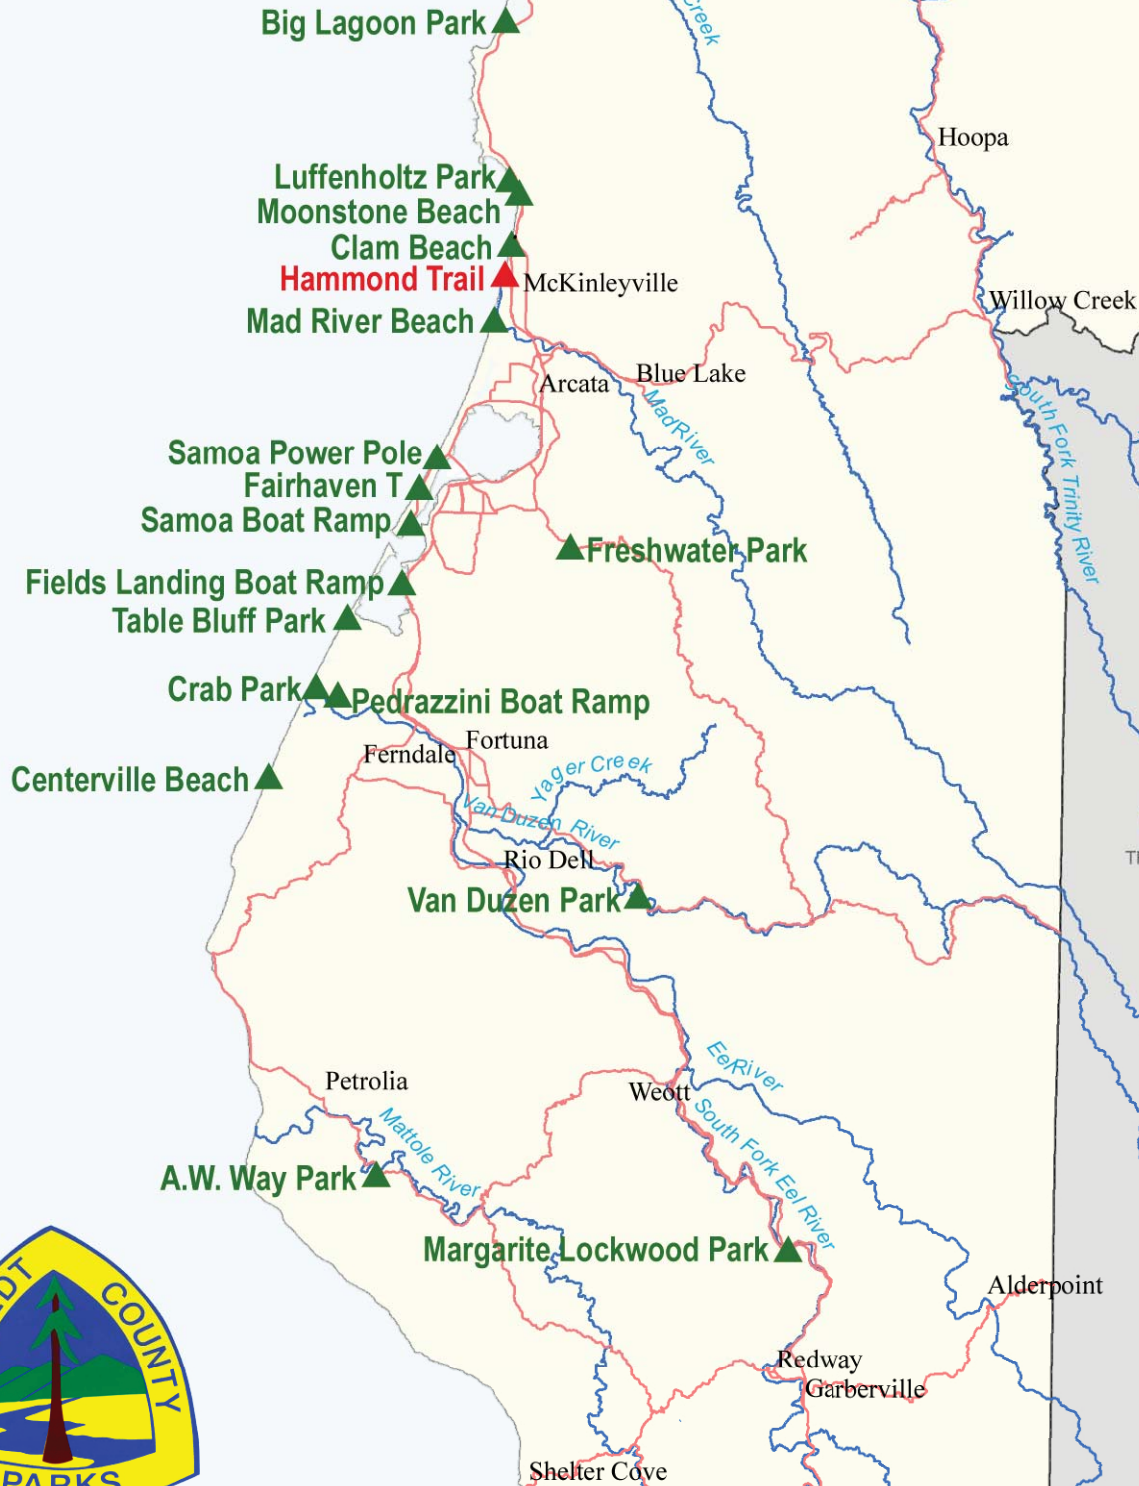 Big Lagoon Park
Creek
Hoopa
Luffenholtz Park
Moonstone Beach
Clam Beach
Hammond Trail
McKinleyville
Willow Creek
Mad River Beach
Blue Lake
Arcata
Mad River
South Fork Trinity River
Samoa Power Pole
Fairhaven T
Samoa Boat Ramp
Freshwater Park
Fields Landing Boat Ramp
Table Bluff Park
Crab Park
Pedrazzini Boat Ramp
Fortuna
Ferndale
Yager Creek
Centerville Beach
Van Duzen River
Rio Dell
Van Duzen Park
Eel River
Petrolia
Weott
South Fork Eel River
Mattole River
A.W. Way Park
Margarite Lockwood Park
Alderpoint
COUNTY
Redway
Garberville
Shelter Cove
PARKS